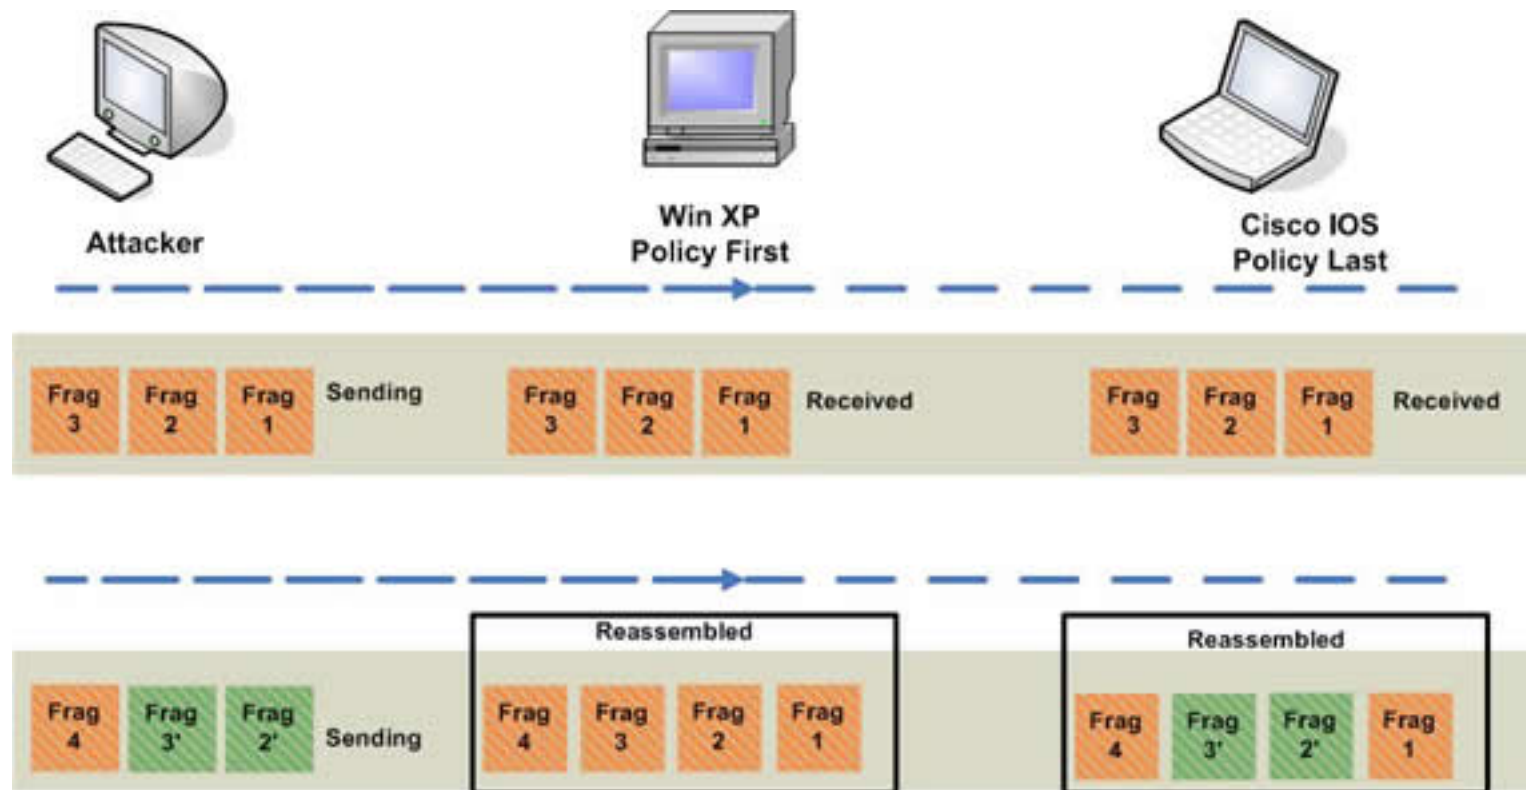 Attacker
Win XP
Policy First
Cisco IOS
Policy Last
Frag
3
Frag
2
Frag
1
Sending
Frag
3
Frag
2
Frag
1
Received
Frag
3
Frag
2
Frag
1
Received
Frag
4
Frag
3'
Frag
2'
Sending
Reassembled
Frag
4
Frag
3
Frag
2
Frag
1
Reassembled
Frag
4
Frag
3'
Frag
2'
Frag
1